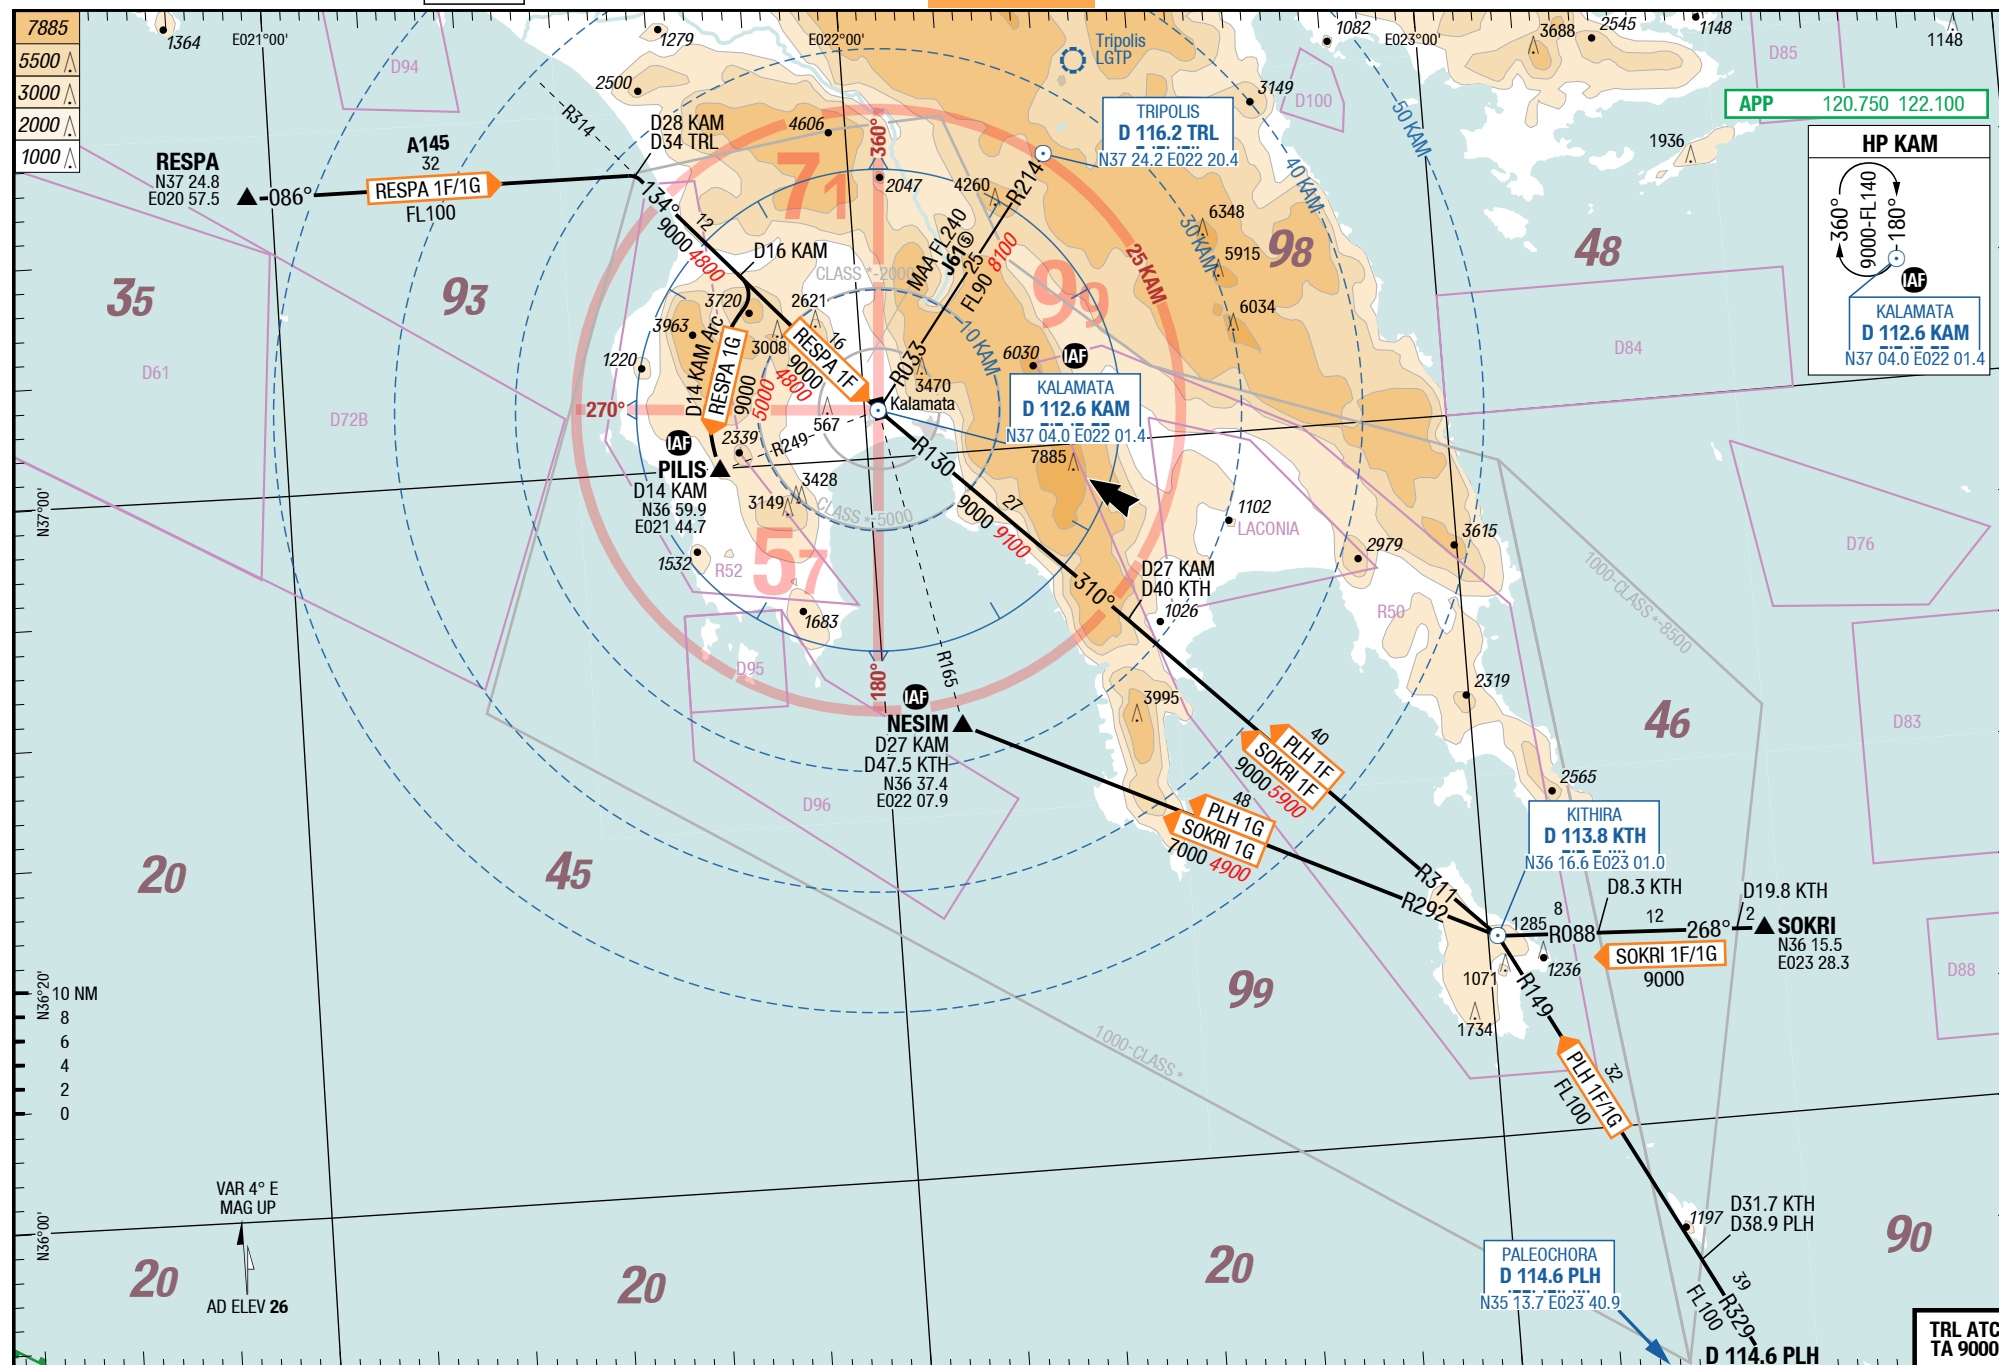 7885
5500
3000
2000
1000
1364
E021°00'
D94
1279
2500
R314
E022°00'
Tripolis
LGTP
1082
E023°00'
3688
2545
1148
D85
1148
APP 120.750 122.100
RESPA
N37 24.8
E020 57.5
086°
A145
32
RESPA 1F/1G
FL100
D28 KAM
D34 TRL
4606
360°
71
2047
4260
TRIPOLIS
D 116.2 TRL
N37 24.2 E022 20.4
3149
D100
50 KAM
40 KAM
30 KAM
1936
HP KAM
360°
9000-FL140
180°
IAF
KALAMATA
D 112.6 KAM
N37 04.0 E022 01.4
134°
12
9000 4800
D16 KAM
CLASS *-2000
MAA FL240
J61⑤
25
FL90 8100
R214
R033
6348
5915
6034
25 KAM
98
48
35
93
99
D61
D72B
D84
3720
3963
1220
2621
3008
16
RESPA 1F
9000
4800
D14 KAM Arc
RESPA 1G
9000
5000
10 KAM
3470
Kalamata
6030
IAF
KALAMATA
D 112.6 KAM
N37 04.0 E022 01.4
7885
270°
567
2339
R249
IAF
PILIS
D14 KAM
N36 59.9
E021 44.7
3428
3149
CLASS *-5000
R130
27
9000 9100
310°
1102
LACONIA
2979
3615
D76
N37°00'
1532
R52
57
1683
D95
R165
180°
D27 KAM
D40 KTH
1026
R50
1000-CLASS *-8500
2319
46
D83
IAF
NESIM
D27 KAM
D47.5 KTH
N36 37.4
E022 07.9
3995
40
PLH 1F
SOKRI 1F
9000 5900
48
PLH 1G
SOKRI 1G
7000 4900
2565
KITHIRA
D 113.8 KTH
N36 16.6 E023 01.0
D96
20
45
R311
R292
1285
8
R088
D8.3 KTH
12
268°
D19.8 KTH
2
SOKRI
N36 15.5
E023 28.3
SOKRI 1F/1G
9000
1236
1071
1734
D88
99
R149
N36°20'
10 NM
8
6
4
2
0
1000-CLASS *
32
PLH 1F/1G
FL100
VAR 4° E
MAG UP
AD ELEV 26
N36°00'
20
20
20
1197
D31.7 KTH
D38.9 PLH
90
PALEOCHORA
D 114.6 PLH
N35 13.7 E023 40.9
39
FL100
R329
D 114.6 PLH
TRL ATC
TA 9000